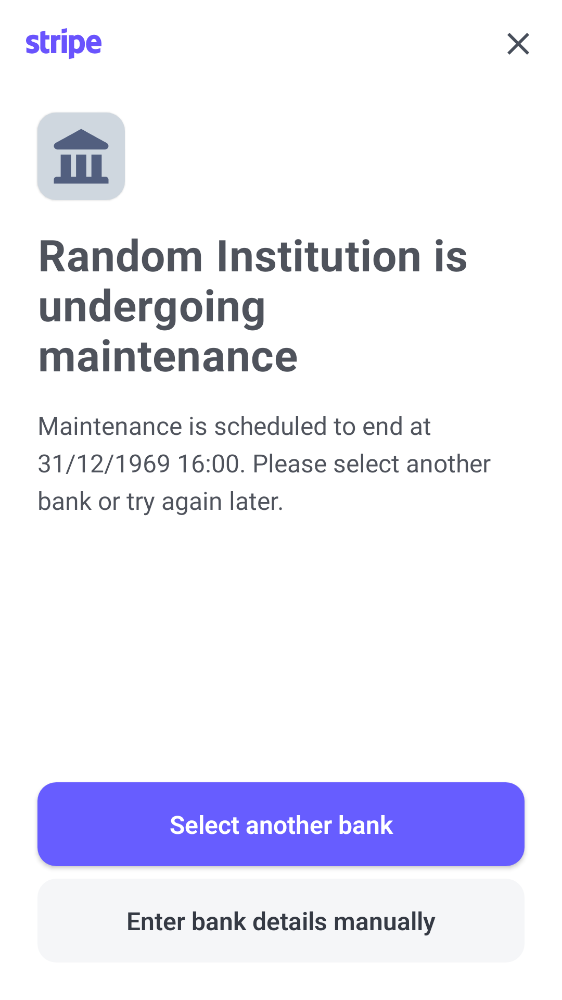 stripe
Random Institution is
undergoing
maintenance
Maintenance is scheduled to end at
31/12/1969 16:00. Please select another
bank or try again later.
Select another bank
Enter bank details manually